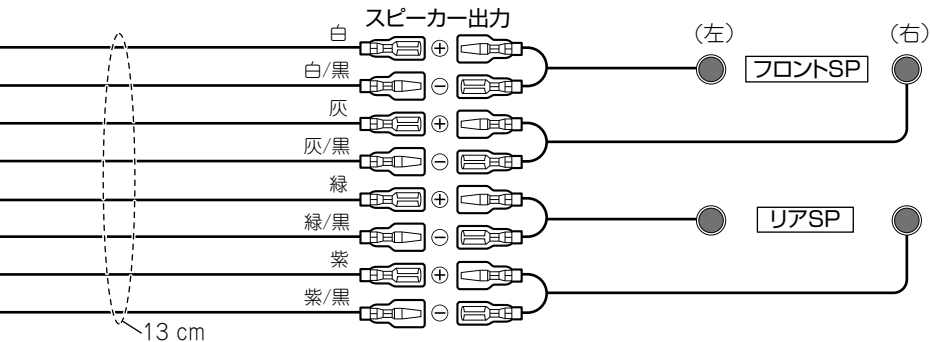 スピーカー出力
白
⊕
(左)
(右)
白/黒
⊖
フロントSP
灰
⊕
灰/黒
⊖
緑
⊕
緑/黒
⊖
リアSP
紫
⊕
紫/黒
⊖
13 cm